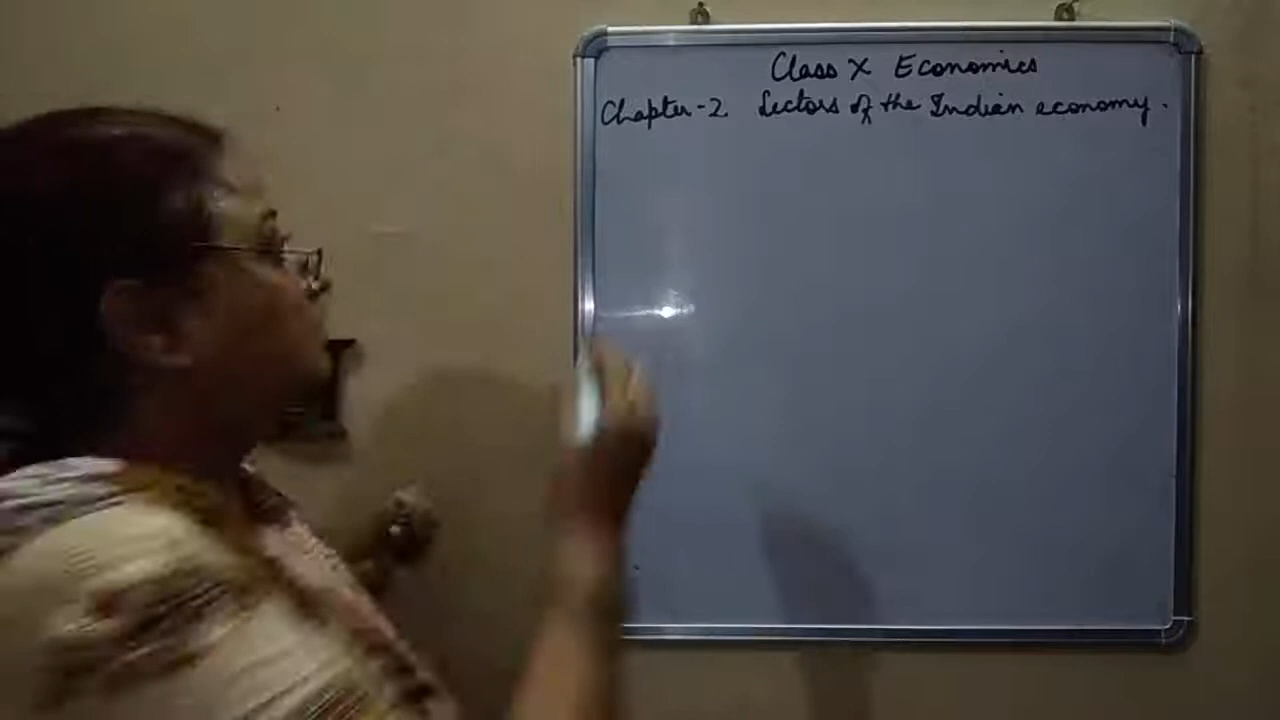 Class X Economics
Chapter-2 Sectors of the Indian economy.